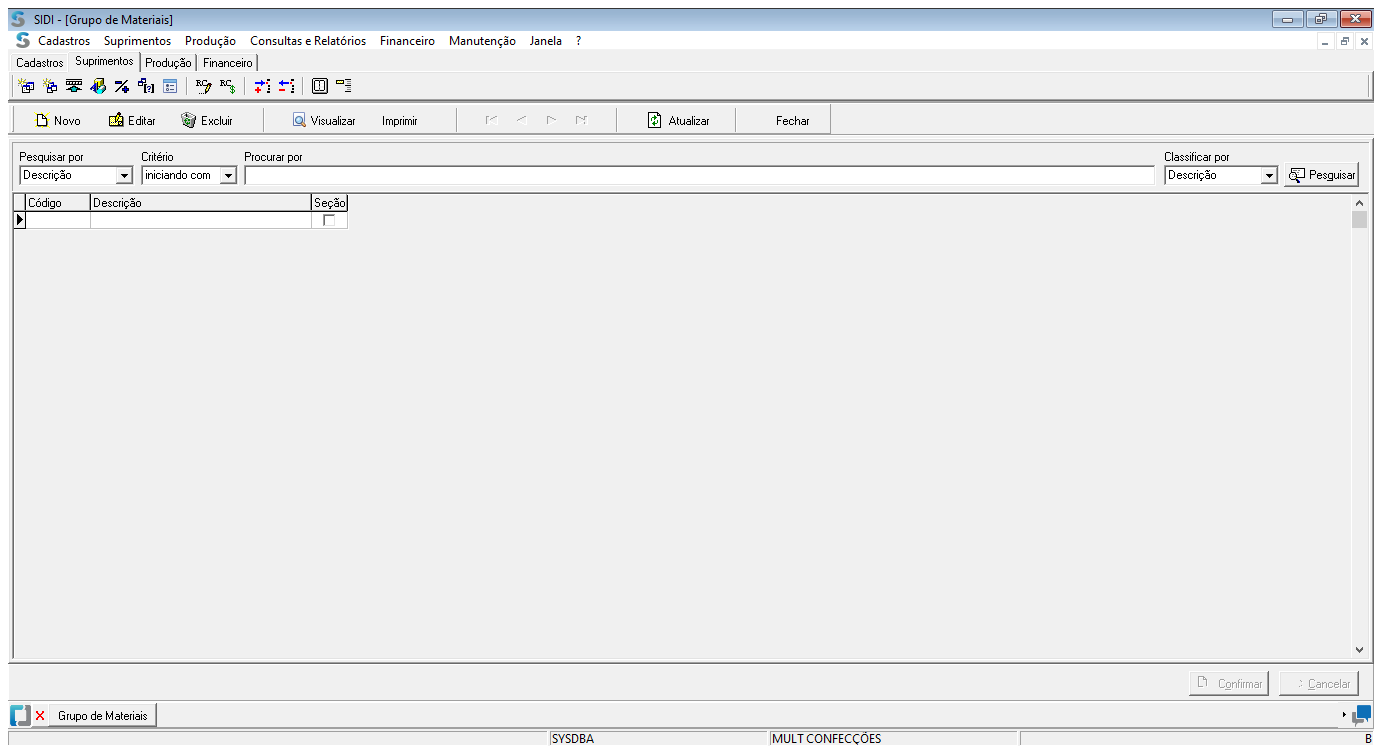 SIDI - [Grupo de Materiais]
Cadastros Suprimentos Produção Consultas e Relatórios Financeiro Manutenção Janela ?
Cadastros Suprimentos Produção Financeiro
RC RC$
Novo Editar Excluir Visualizar Imprimir Atualizar Fechar
Pesquisar por Critério Procurar por Classificar por
Descrição iniciando com Descrição Pesquisar
Código Descrição Seção
Confirmar Cancelar
Grupo de Materiais
SYSDBA MULT CONFECÇÕES B